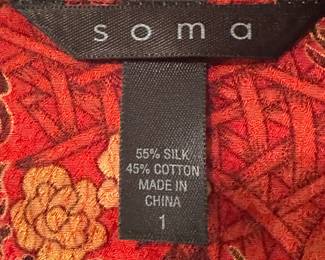 soma
55% SILK
45% COTTON
MADE IN
CHINA
1